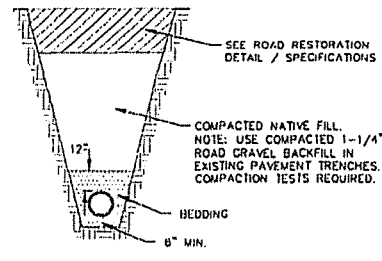 SEE ROAD RESTORATION
DETAIL / SPECIFICATIONS
COMPACTED NATIVE FILL.
NOTE: USE COMPACTED 1-1/4"
ROAD GRAVEL BACKFILL IN
EXISTING PAVEMENT TRENCHES.
COMPACTION TESTS REQUIRED.
12"
BEDDING
6" MIN.